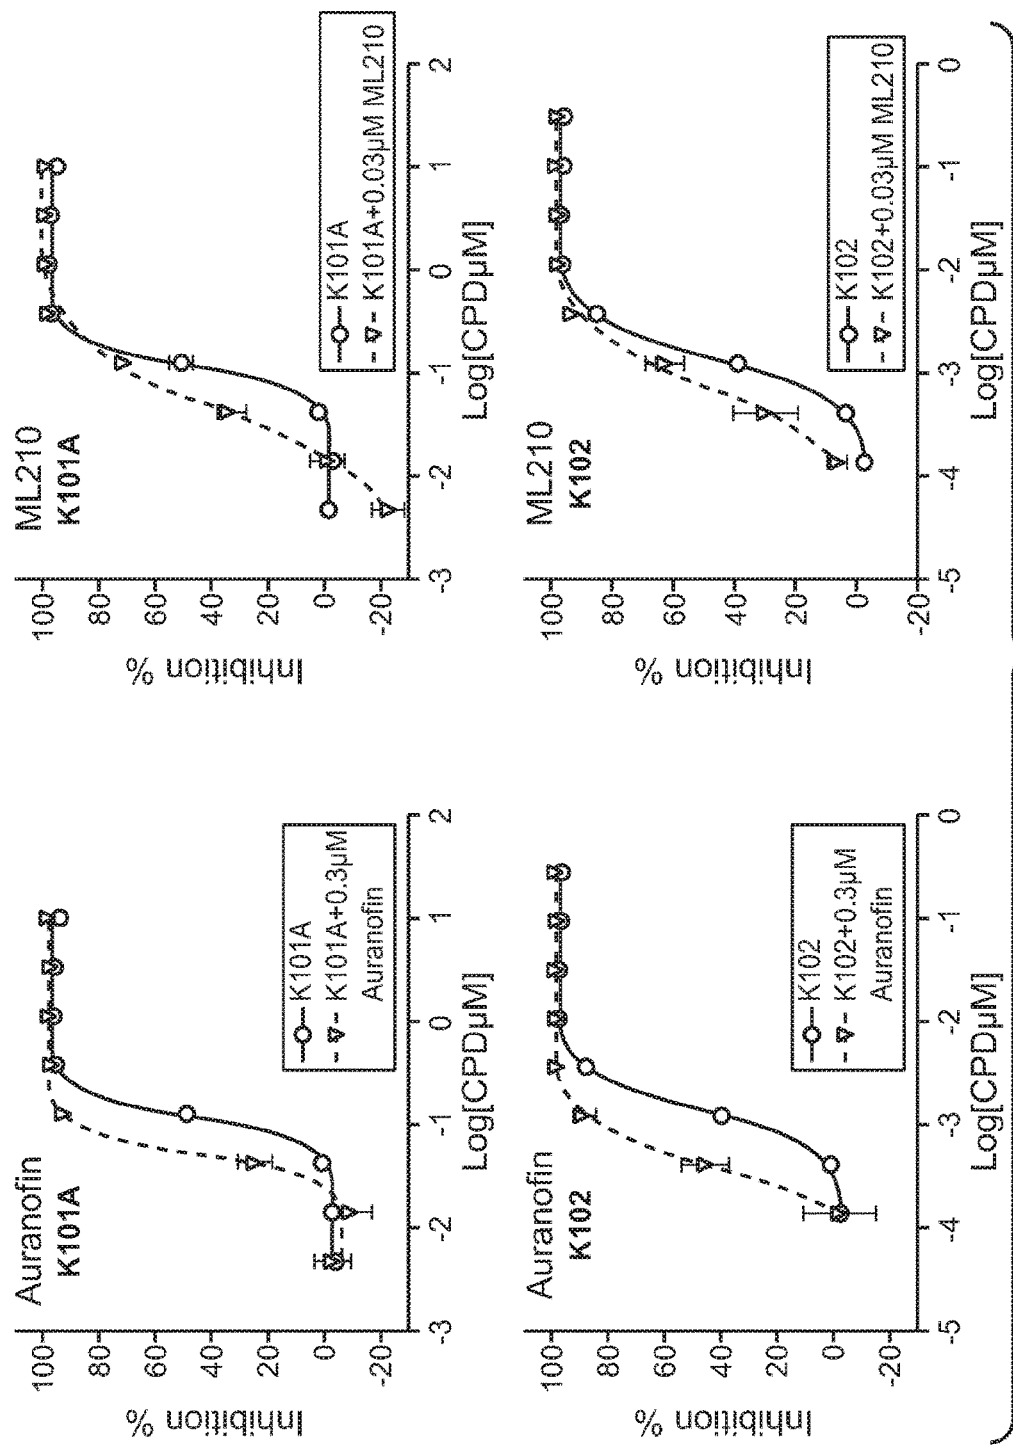 Auranofin
K101A
Inhibition %
100
80
60
40
20
0
-20
-3
-2
-1
0
1
2
Log[CPDµM]
K101A
K101A+0.3µM
Auranofin
ML210
K101A
Inhibition %
100
80
60
40
20
0
-20
-3
-2
-1
0
1
2
Log[CPDµM]
K101A
K101A+0.03µM ML210
Auranofin
K102
Inhibition %
100
80
60
40
20
0
-20
-5
-4
-3
-2
-1
0
Log[CPDµM]
K102
K102+0.3µM
Auranofin
ML210
K102
Inhibition %
100
80
60
40
20
0
-20
-5
-4
-3
-2
-1
0
Log[CPDµM]
K102
K102+0.03µM ML210